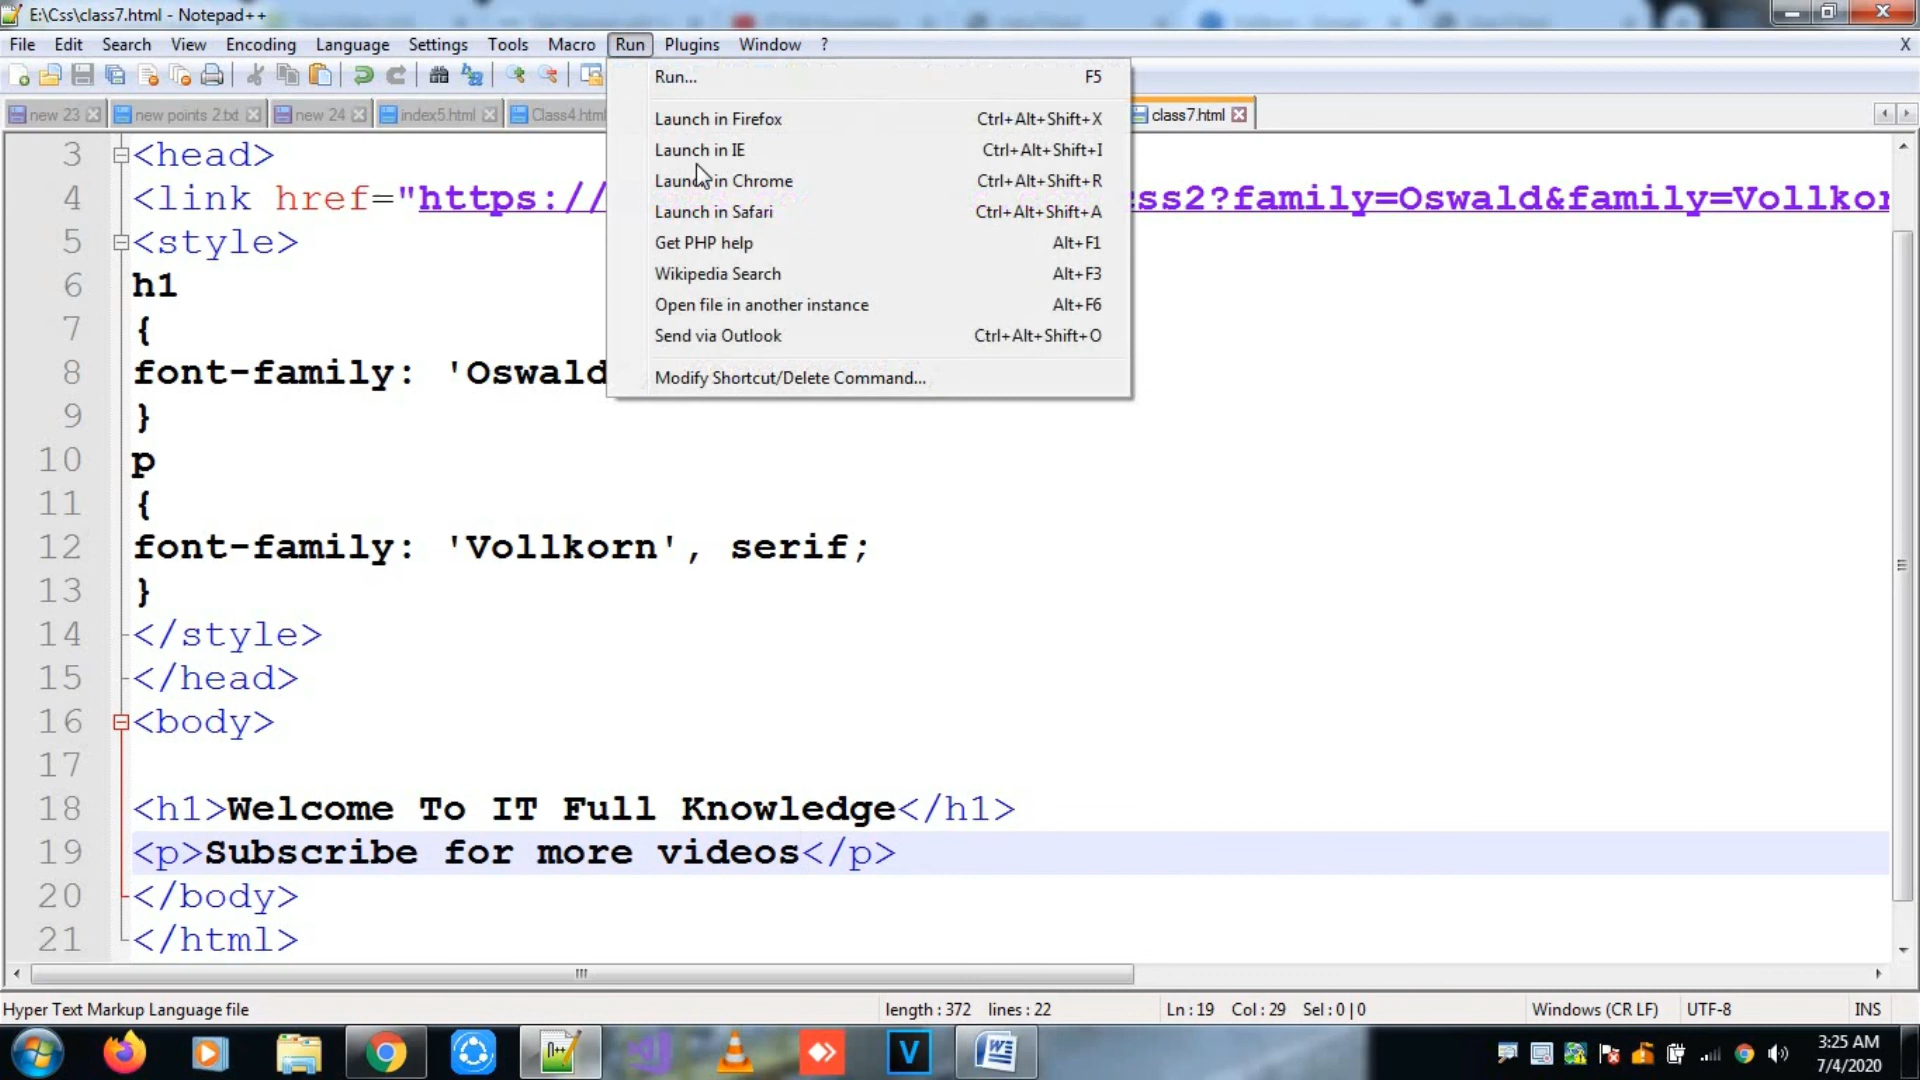 E:\Css\class7.html - Notepad++
File Edit Search View Encoding Language Settings Tools Macro Run Plugins Window ? X
new 23 new points 2.txt new 24 index5.html Class4.html class7.html
Run... F5
Launch in Firefox Ctrl+Alt+Shift+X
Launch in IE Ctrl+Alt+Shift+I
Launch in Chrome Ctrl+Alt+Shift+R
Launch in Safari Ctrl+Alt+Shift+A
Get PHP help Alt+F1
Wikipedia Search Alt+F3
Open file in another instance Alt+F6
Send via Outlook Ctrl+Alt+Shift+O
Modify Shortcut/Delete Command...
3 <head>
4 <link href="https:// ss2?family=Oswald&family=Vollkor
5 <style>
6 h1
7 {
8 font-family: 'Oswald
9 }
10 p
11 {
12 font-family: 'Vollkorn', serif;
13 }
14 </style>
15 </head>
16 <body>
17
18 <h1>Welcome To IT Full Knowledge</h1>
19 <p>Subscribe for more videos</p>
20 </body>
21 </html>
Hyper Text Markup Language file length : 372 lines : 22 Ln : 19 Col : 29 Sel : 0 | 0 Windows (CR LF) UTF-8 INS
3:25 AM
7/4/2020